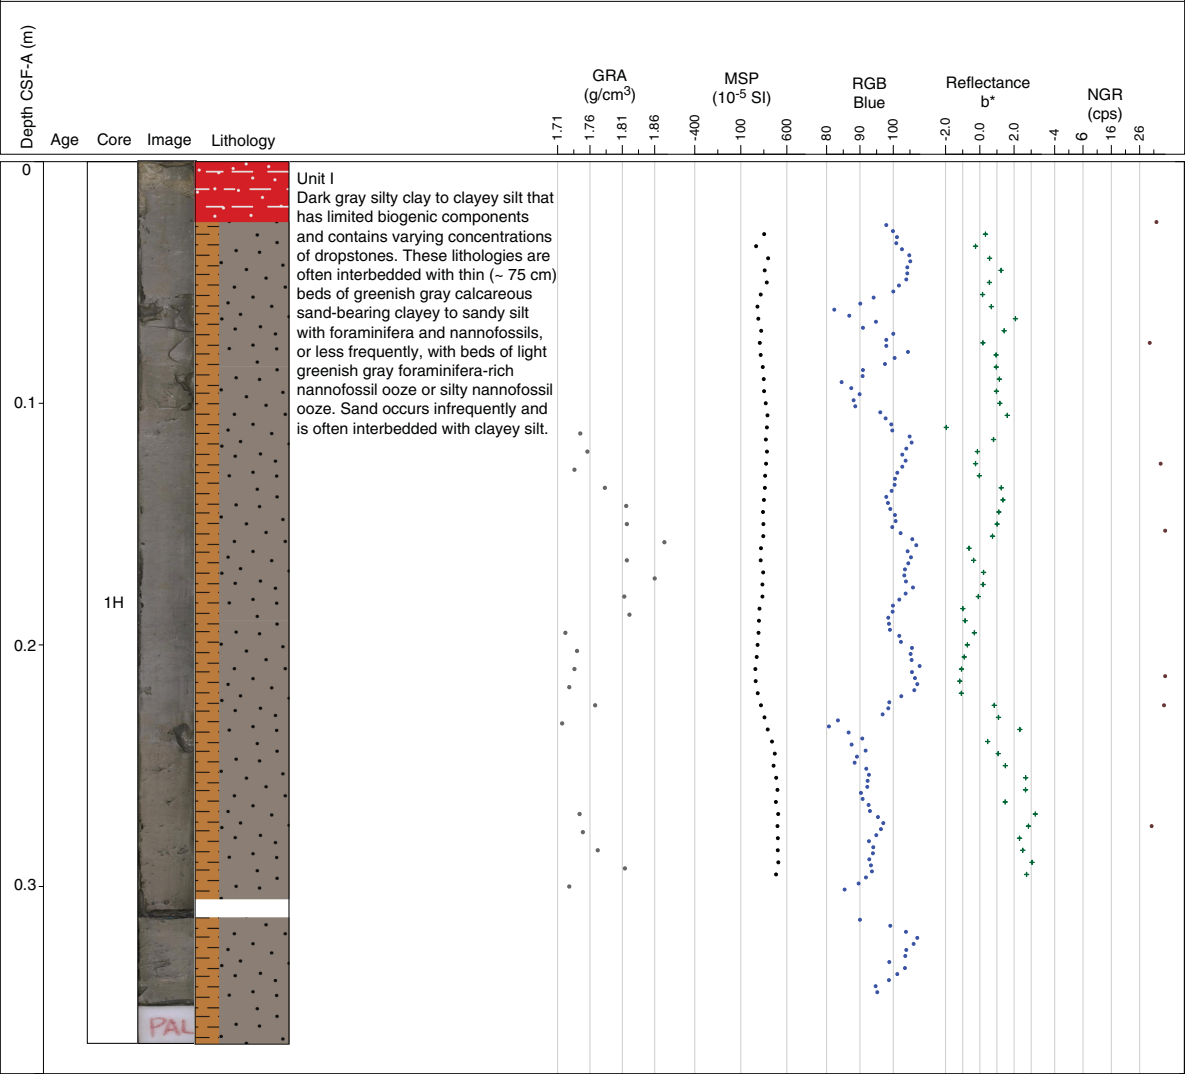 Depth CSF-A (m)
Age
Core
Image
Lithology
GRA
(g/cm3)
MSP
(10-5 SI)
RGB
Blue
Reflectance
b*
NGR
(cps)
1.71
1.76
1.81
1.86
-400
100
600
80
90
100
-2.0
0.0
2.0
-4
6
16
26
0
0.1
0.2
0.3
1H
Unit I
Dark gray silty clay to clayey silt that
has limited biogenic components
and contains varying concentrations
of dropstones. These lithologies are
often interbedded with thin (~ 75 cm)
beds of greenish gray calcareous
sand-bearing clayey to sandy silt
with foraminifera and nannofossils,
or less frequently, with beds of light
greenish gray foraminifera-rich
nannofossil ooze or silty nannofossil
ooze. Sand occurs infrequently and
is often interbedded with clayey silt.
PAL